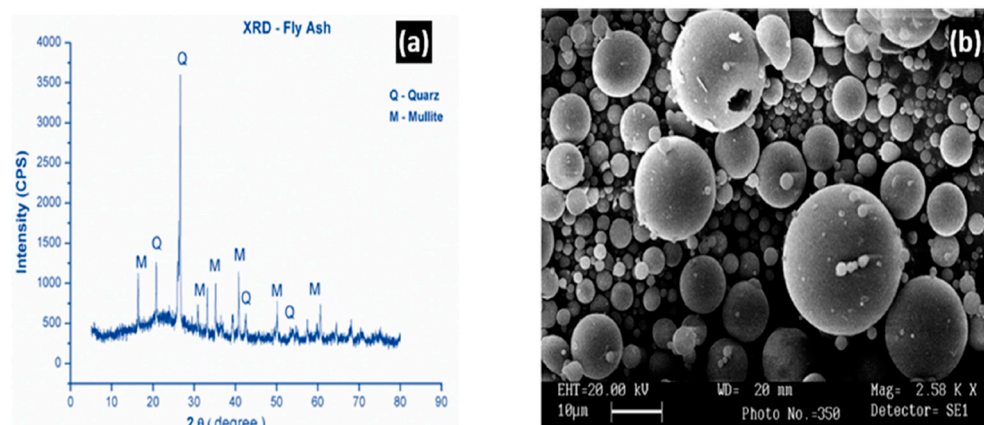 XRD - Fly Ash
(a)
Q - Quarz
M - Mullite
Intensity (CPS)
4000
3500
3000
2500
2000
1500
1000
500
0
Q
M
Q
M
M
M
Q
M
Q
M
0 10 20 30 40 50 60 70 80 90
2 θ ( degree )
(b)
EHT=20.00 kV WD= 20 mm Mag= 2.58 K X
10μm Photo No.=350 Detector= SE1